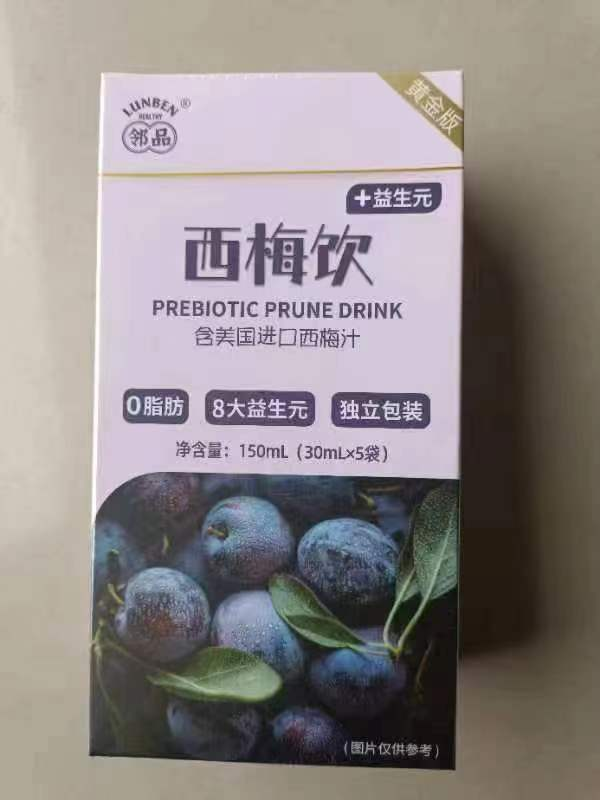 LUNBEN®
HEALTHY
邻品
黄金版
+益生元
西梅饮
PREBIOTIC PRUNE DRINK
含美国进口西梅汁
0脂肪 8大益生元 独立包装
净含量：150mL（30mL×5袋）
（图片仅供参考）